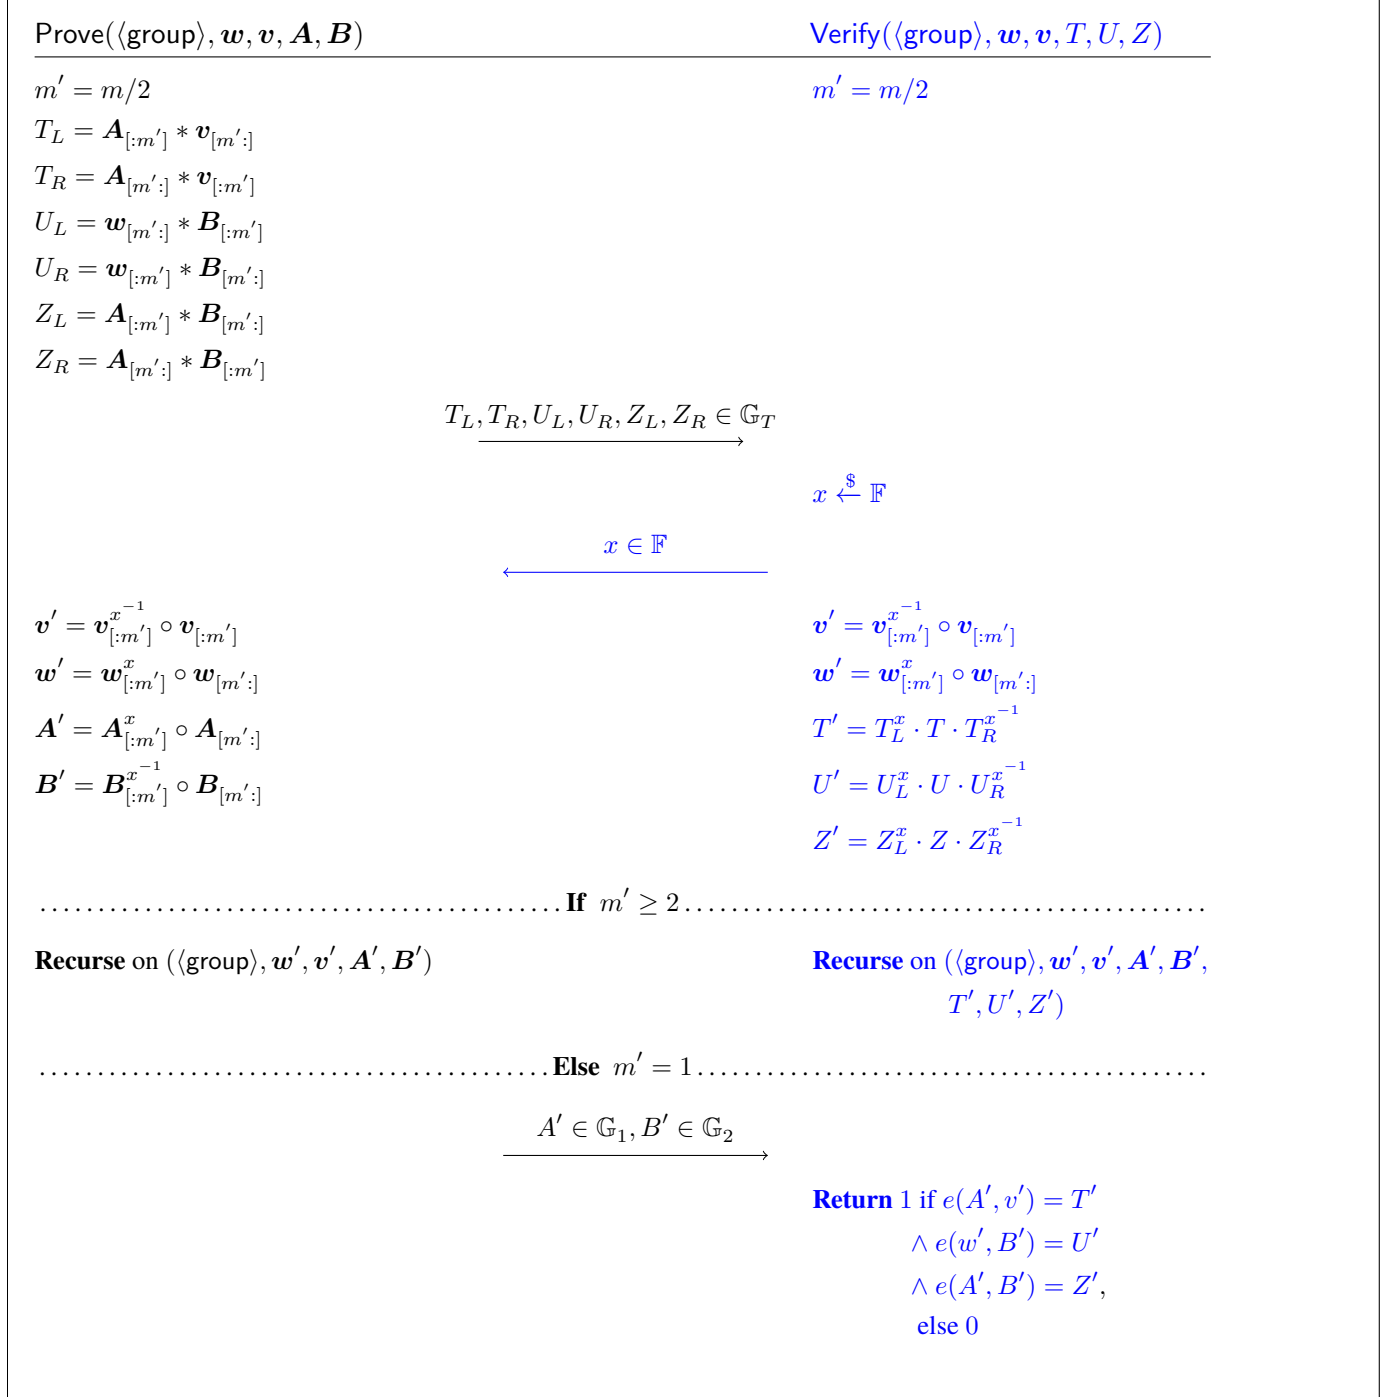 Prove(⟨group⟩, w, v, A, B) Verify(⟨group⟩, w, v, T, U, Z)
m′ = m/2 m′ = m/2
T_L = A_{[:m′]} ∗ v_{[m′:]}
T_R = A_{[m′:]} ∗ v_{[:m′]}
U_L = w_{[m′:]} ∗ B_{[:m′]}
U_R = w_{[:m′]} ∗ B_{[m′:]}
Z_L = A_{[:m′]} ∗ B_{[m′:]}
Z_R = A_{[m′:]} ∗ B_{[:m′]}
T_L, T_R, U_L, U_R, Z_L, Z_R ∈ 𝔾_T
x ←$ 𝔽
x ∈ 𝔽
v′ = v_{[:m′]}^{x^{−1}} ∘ v_{[:m′]} v′ = v_{[:m′]}^{x^{−1}} ∘ v_{[:m′]}
w′ = w_{[:m′]}^{x} ∘ w_{[m′:]} w′ = w_{[:m′]}^{x} ∘ w_{[m′:]}
A′ = A_{[:m′]}^{x} ∘ A_{[m′:]} T′ = T_L^{x} · T · T_R^{x^{−1}}
B′ = B_{[:m′]}^{x^{−1}} ∘ B_{[m′:]} U′ = U_L^{x} · U · U_R^{x^{−1}}
Z′ = Z_L^{x} · Z · Z_R^{x^{−1}}
If m′ ≥ 2
Recurse on (⟨group⟩, w′, v′, A′, B′) Recurse on (⟨group⟩, w′, v′, A′, B′,
T′, U′, Z′)
Else m′ = 1
A′ ∈ 𝔾_1, B′ ∈ 𝔾_2
Return 1 if e(A′, v′) = T′
∧ e(w′, B′) = U′
∧ e(A′, B′) = Z′,
else 0